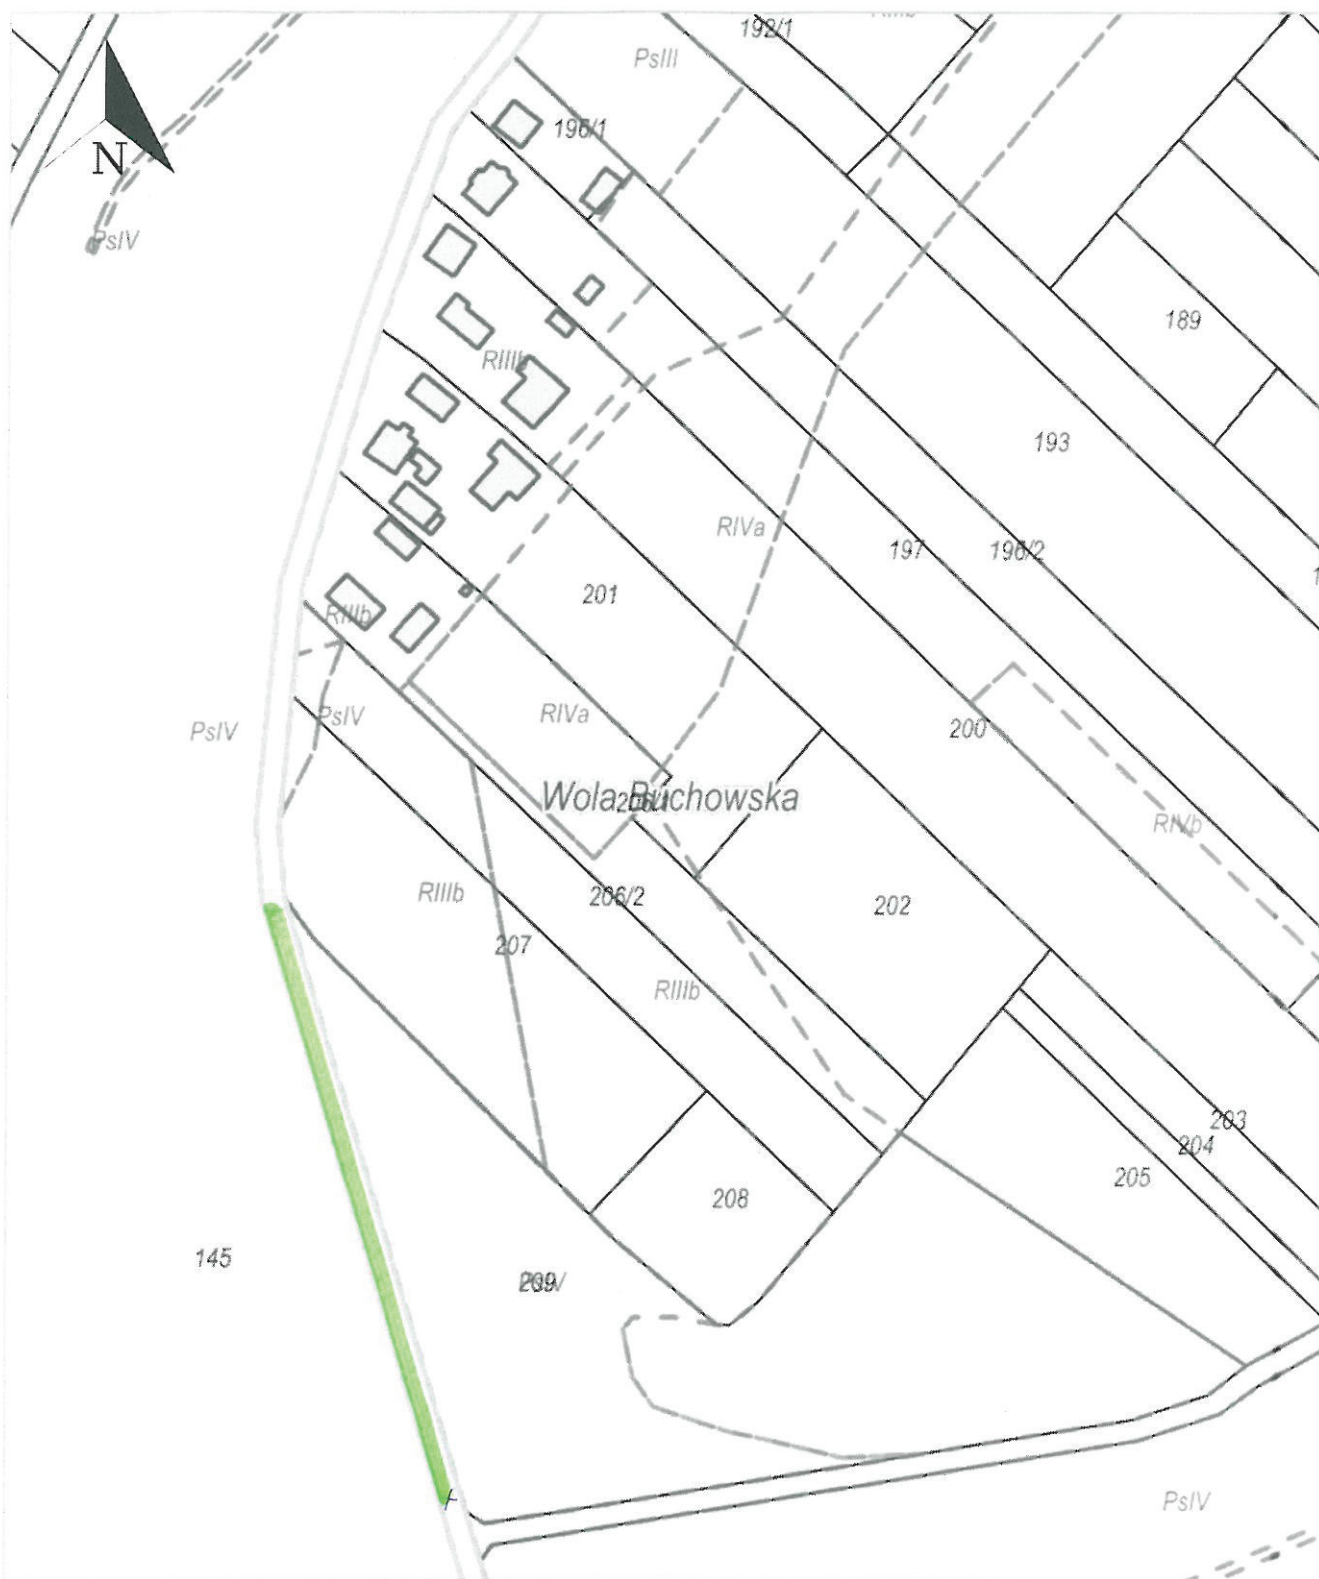 192/1
PsIII
196/1
N
PsIV
189
RIIIb
193
RIVa
197
196/2
201
RIIIb
PsIV
PsIV
RIVa
200
Wola Buchowska
RIVb
RIIIb
206/2
202
207
RIIIb
203
204
205
208
145
209
PsIV
PsIV